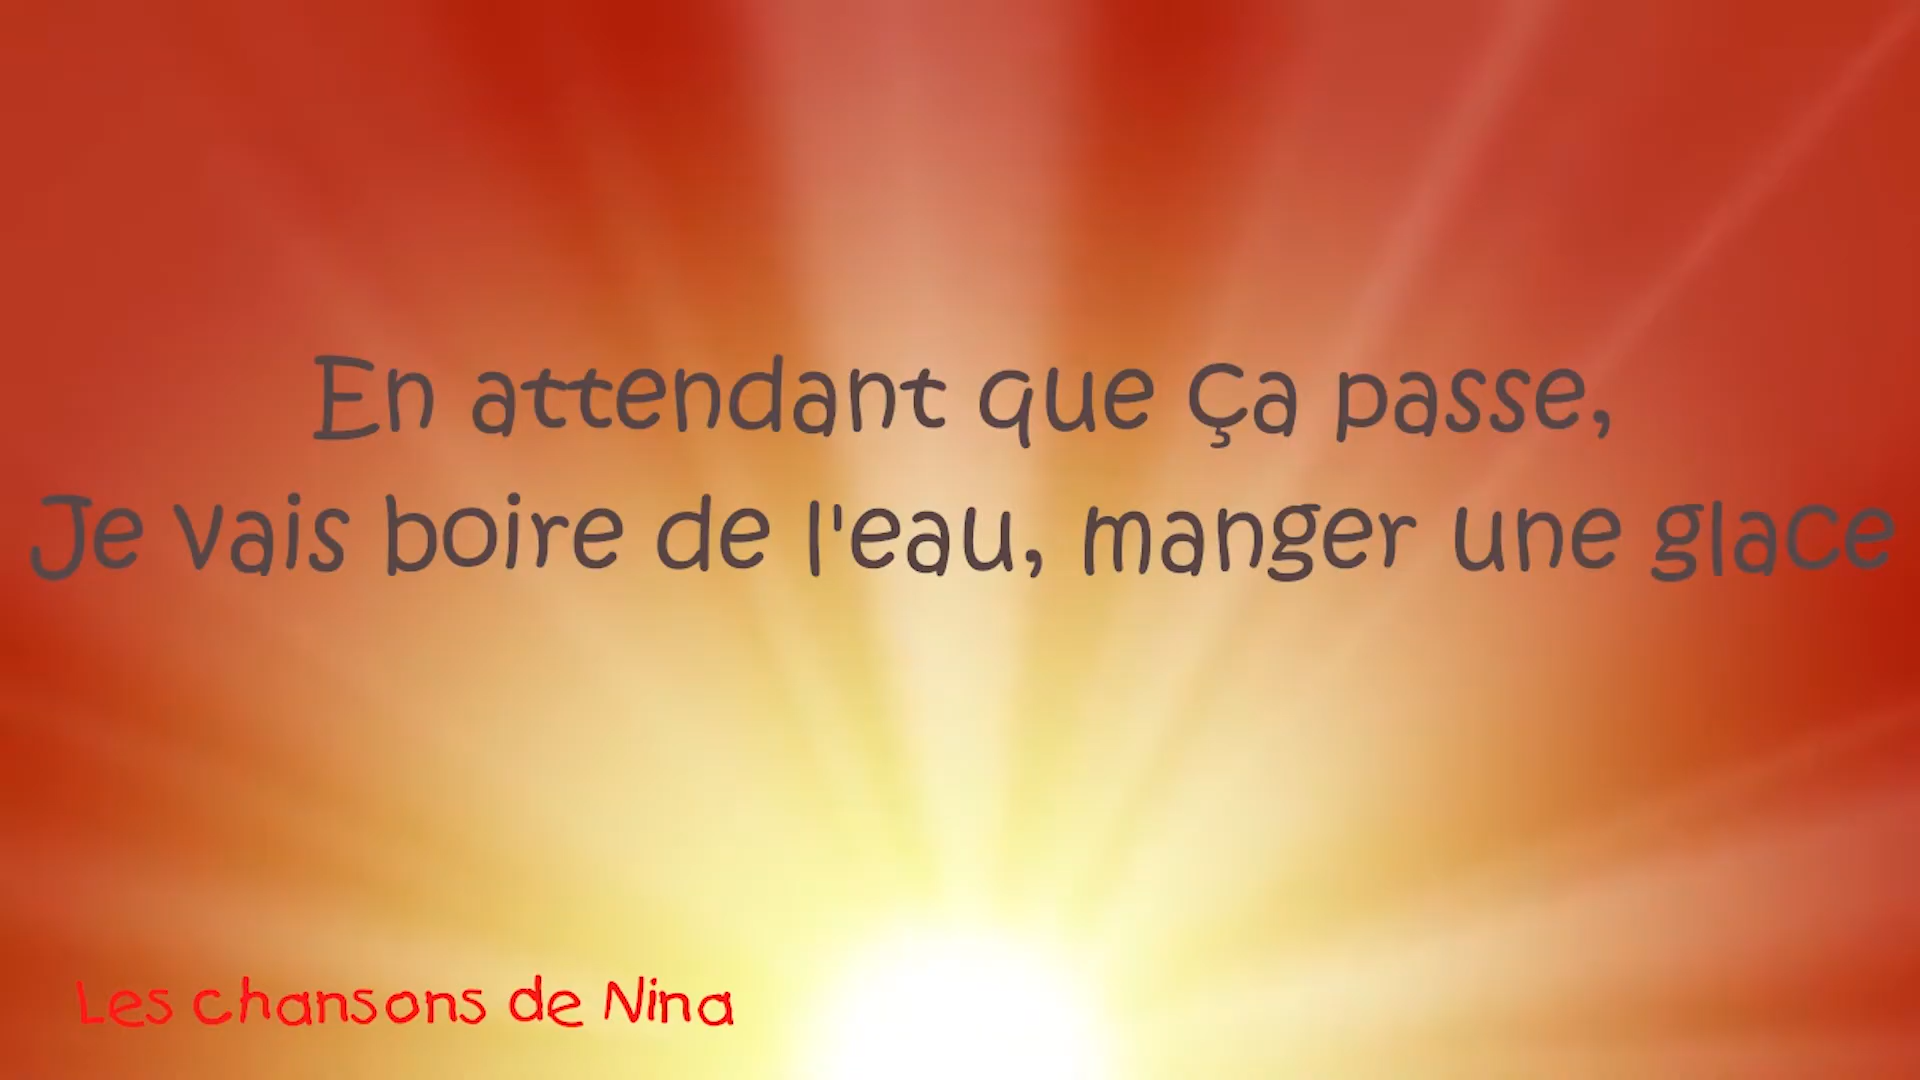 En attendant que ça passe,
Je vais boire de l'eau, manger une glace
Les chansons de Nina